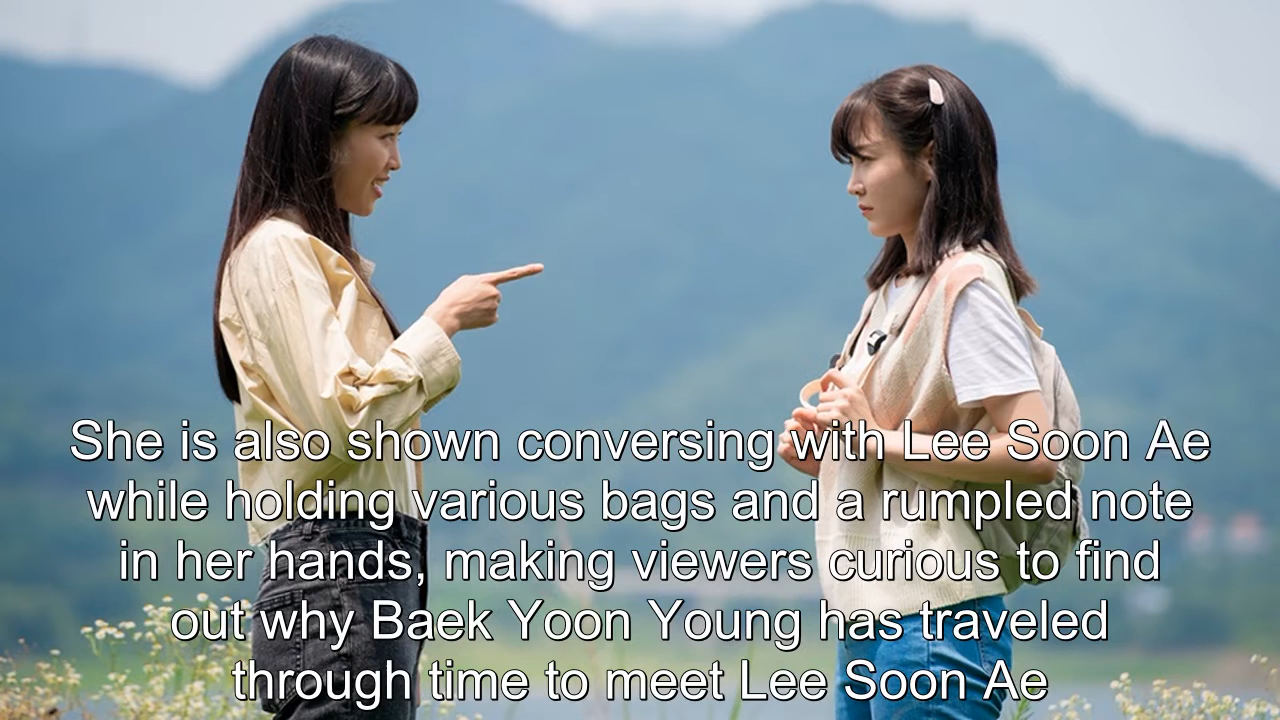 She is also shown conversing with Lee Soon Ae
while holding various bags and a rumpled note
in her hands, making viewers curious to find
out why Baek Yoon Young has traveled
through time to meet Lee Soon Ae